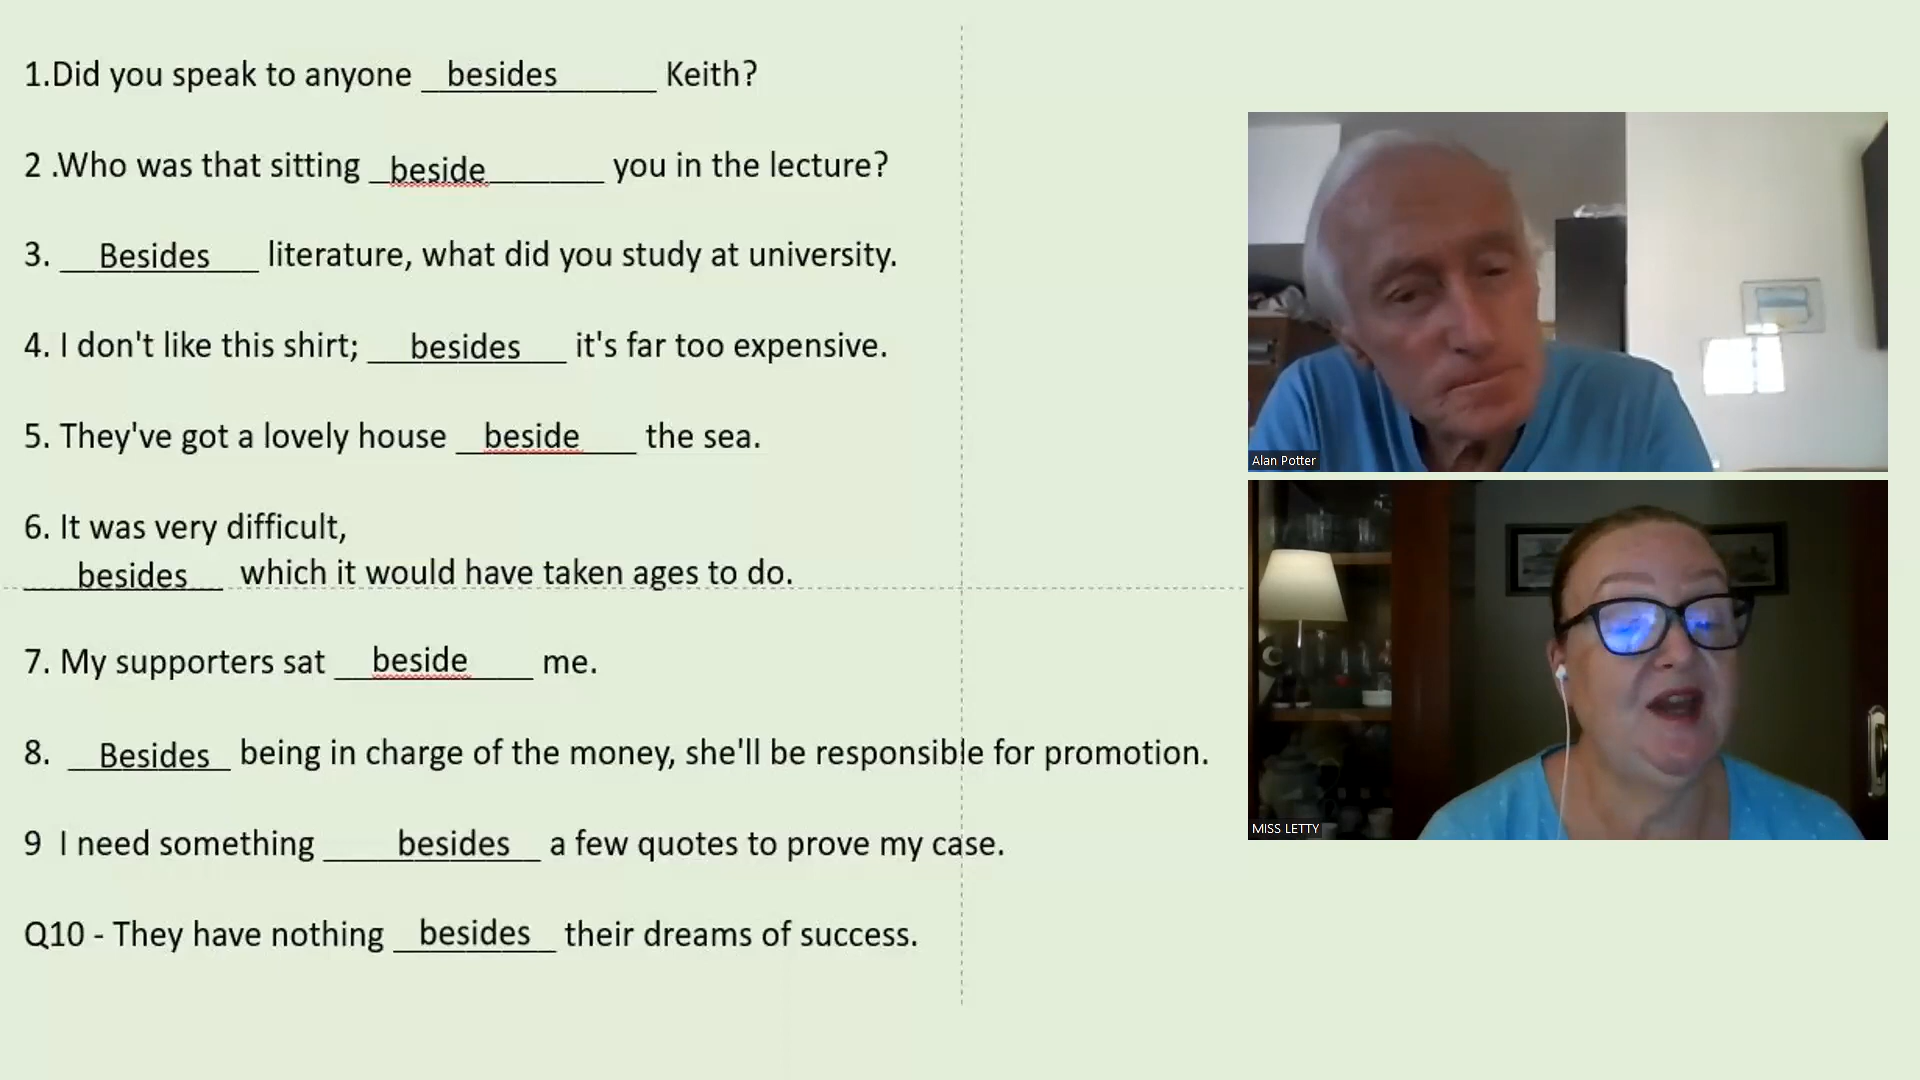 1.Did you speak to anyone __besides______ Keith?
2 .Who was that sitting _beside_______ you in the lecture?
3. __Besides___ literature, what did you study at university.
4. I don't like this shirt; ___besides___ it's far too expensive.
5. They've got a lovely house __beside____ the sea.
6. It was very difficult,
____besides___ which it would have taken ages to do.
7. My supporters sat ___beside____ me.
8. __Besides__ being in charge of the money, she'll be responsible for promotion.
9 I need something _____besides__ a few quotes to prove my case.
Q10 - They have nothing __besides__ their dreams of success.
Alan Potter
MISS LETTY